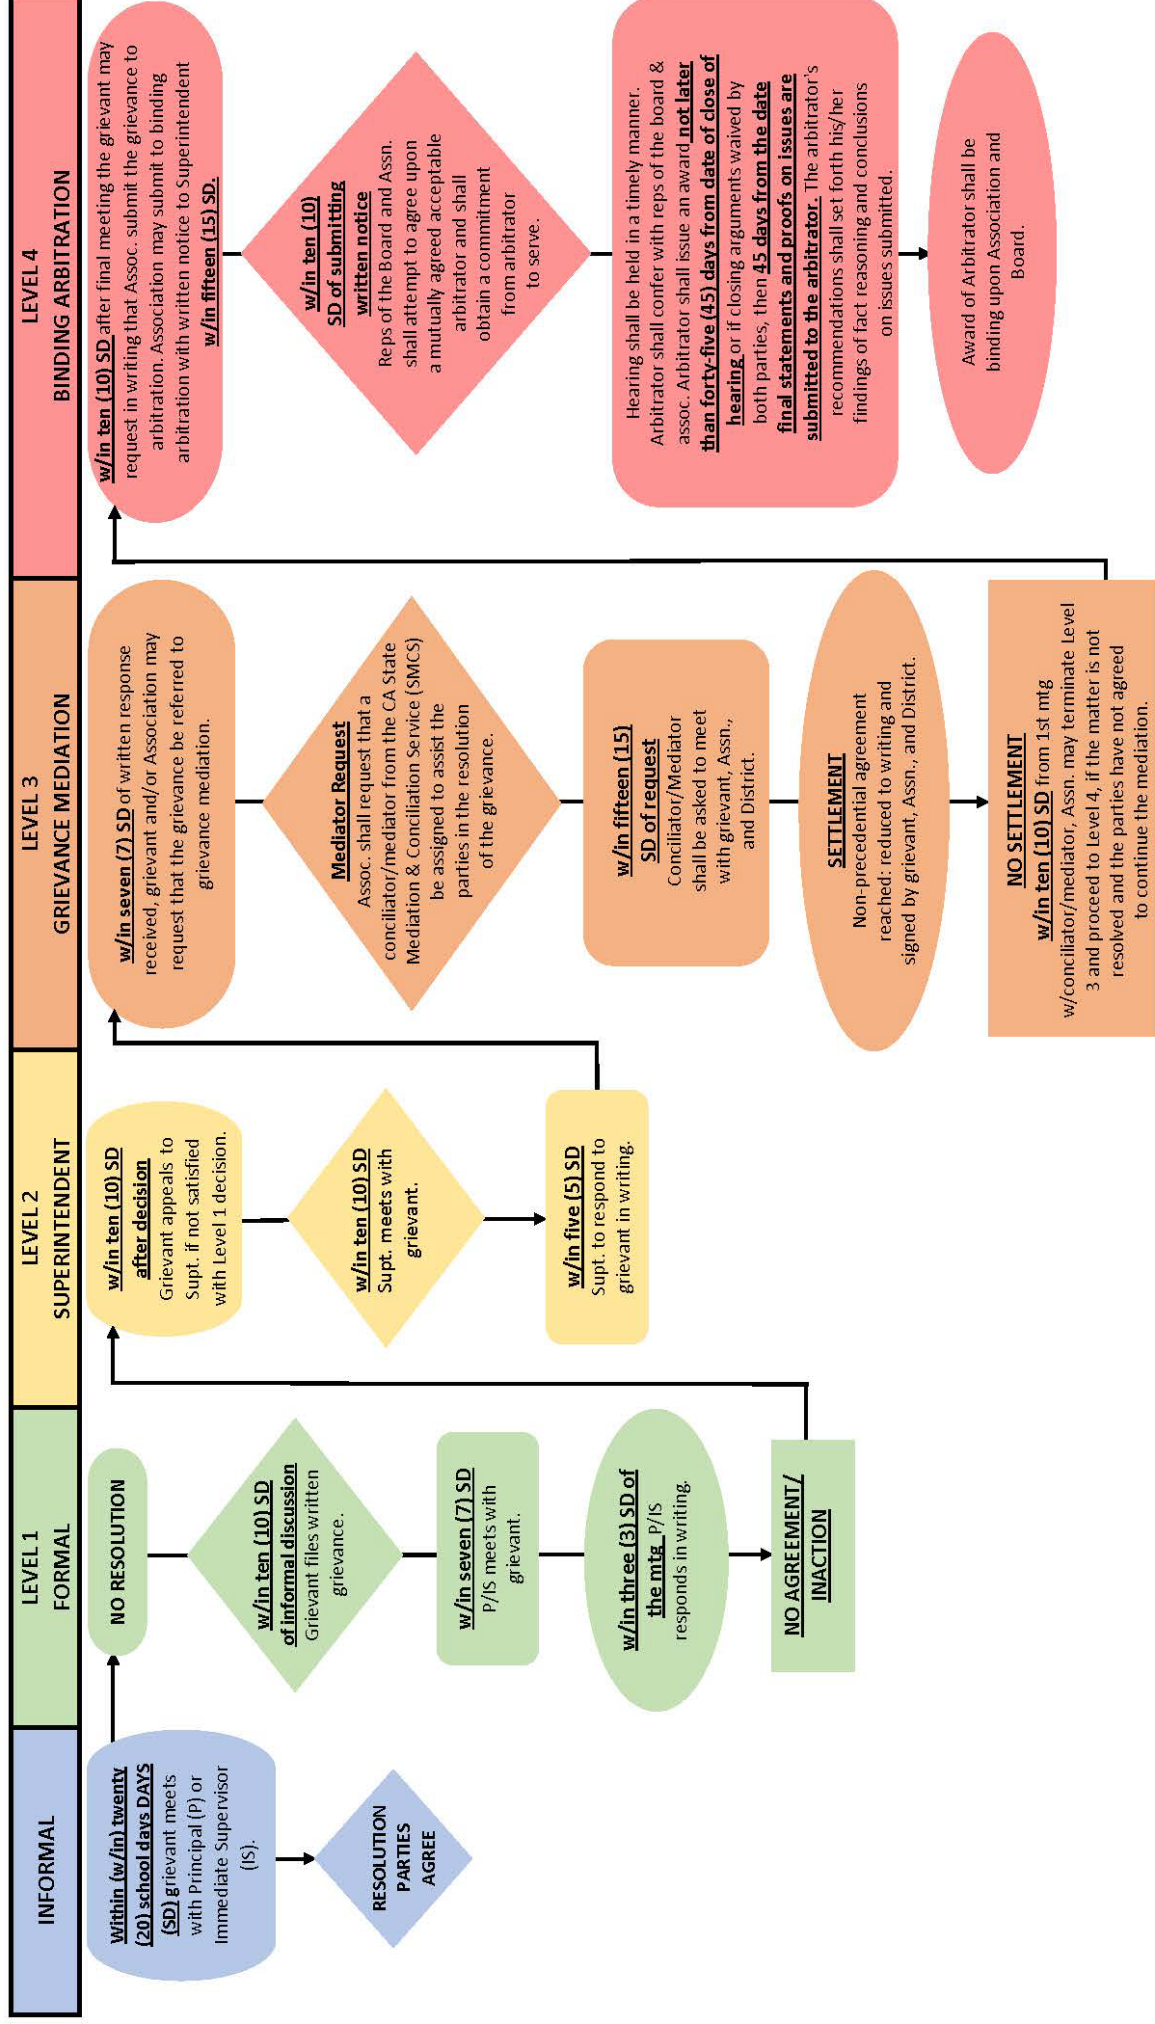 INFORMAL
Within (w/in) twenty
(20) school days DAYS
(SD) grievant meets
with Principal (P) or
Immediate Supervisor
(IS).
RESOLUTION
PARTIES
AGREE
LEVEL 1
FORMAL
NO RESOLUTION
w/in ten (10) SD
of informal discussion
Grievant files written
grievance.
w/in seven (7) SD
P/IS meets with
grievant.
w/in three (3) SD of
the mtg P/IS
responds in writing.
NO AGREEMENT/
INACTION
LEVEL 2
SUPERINTENDENT
w/in ten (10) SD
after decision
Grievant appeals to
Supt. if not satisfied
with Level 1 decision.
w/in ten (10) SD
Supt. meets with
grievant.
w/in five (5) SD
Supt. to respond to
grievant in writing.
LEVEL 3
GRIEVANCE MEDIATION
w/in seven (7) SD of written response
received, grievant and/or Association may
request that the grievance be referred to
grievance mediation.
Mediator Request
Assoc. shall request that a
conciliator/mediator from the CA State
Mediation & Conciliation Service (SMCS)
be assigned to assist the
parties in the resolution
of the grievance.
w/in fifteen (15)
SD of request
Conciliator/Mediator
shall be asked to meet
with grievant, Assn.,
and District.
SETTLEMENT
Non-precedential agreement
reached: reduced to writing and
signed by grievant, Assn., and District.
NO SETTLEMENT
w/in ten (10) SD from 1st mtg
w/conciliator/mediator, Assn. may terminate Level
3 and proceed to Level 4, if the matter is not
resolved and the parties have not agreed
to continue the mediation.
LEVEL 4
BINDING ARBITRATION
w/in ten (10) SD after final meeting the grievant may
request in writing that Assoc. submit the grievance to
arbitration. Association may submit to binding
arbitration with written notice to Superintendent
w/in fifteen (15) SD.
w/in ten (10)
SD of submitting
written notice
Reps of the Board and Assn.
shall attempt to agree upon
a mutually agreed acceptable
arbitrator and shall
obtain a commitment
from arbitrator
to serve.
Hearing shall be held in a timely manner.
Arbitrator shall confer with reps of the board &
assoc. Arbitrator shall issue an award not later
than forty-five (45) days from date of close of
hearing or if closing arguments waived by
both parties, then 45 days from the date
final statements and proofs on issues are
submitted to the arbitrator. The arbitrator's
recommendations shall set forth his/her
findings of fact reasoning and conclusions
on issues submitted.
Award of Arbitrator shall be
binding upon Association and
Board.